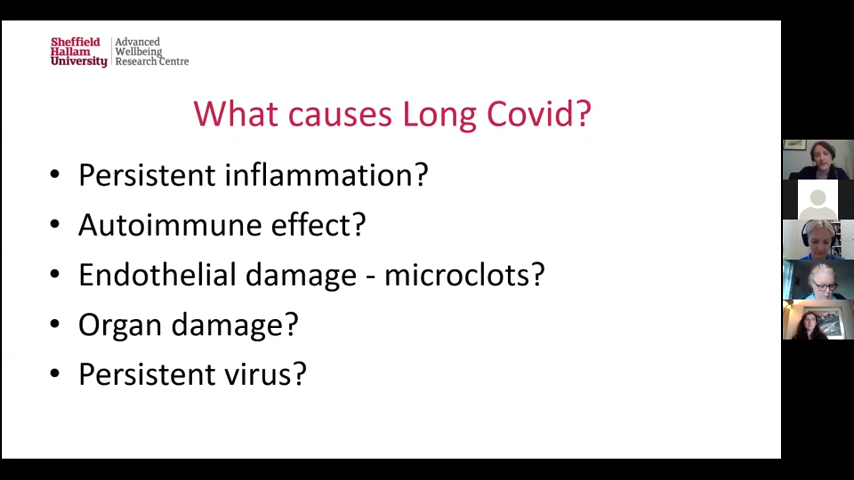 Sheffield
Hallam
University
Advanced
Wellbeing
Research Centre
What causes Long Covid?
• Persistent inflammation?
• Autoimmune effect?
• Endothelial damage - microclots?
• Organ damage?
• Persistent virus?